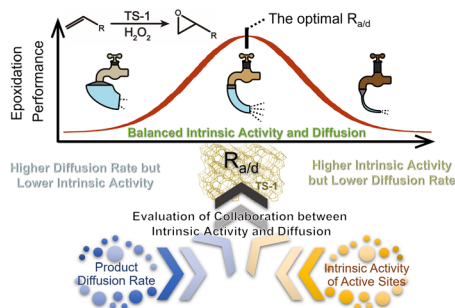 TS-1
H₂O₂
R
O
R
The optimal Ra/d
Epoxidation
Performance
Balanced Intrinsic Activity and Diffusion
Higher Diffusion Rate but
Lower Intrinsic Activity
Ra/d
TS-1
Higher Intrinsic Activity
but Lower Diffusion Rate
Evaluation of Collaboration between
Intrinsic Activity and Diffusion
Product
Diffusion Rate
Intrinsic Activity
of Active Sites